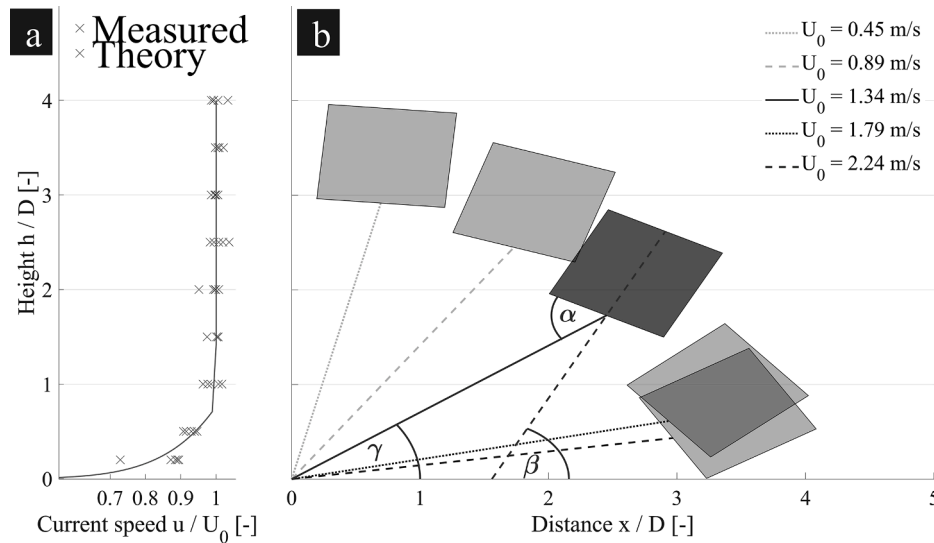 a
× Measured
× Theory
Height h / D [-]
4
3
2
1
0
0.7 0.8 0.9 1
Current speed u / U0 [-]
b
U0 = 0.45 m/s
U0 = 0.89 m/s
U0 = 1.34 m/s
U0 = 1.79 m/s
U0 = 2.24 m/s
α
γ
β
0 1 2 3 4 5
Distance x / D [-]